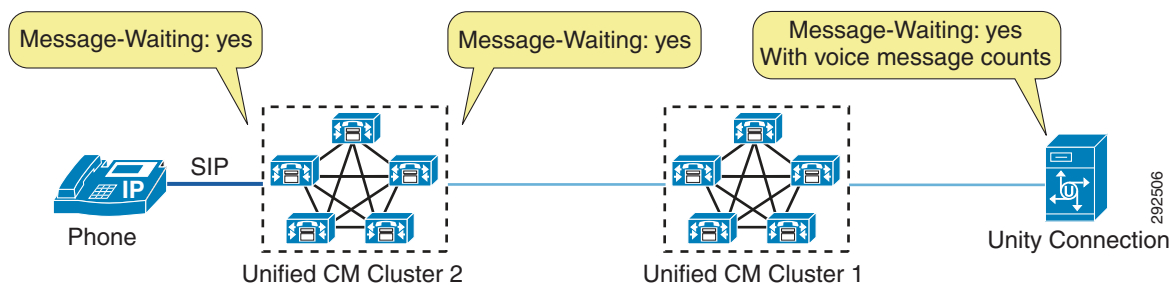 Message-Waiting: yes
Message-Waiting: yes
Message-Waiting: yes
With voice message counts
SIP
IP
U
Phone
Unified CM Cluster 2
Unified CM Cluster 1
Unity Connection
292506